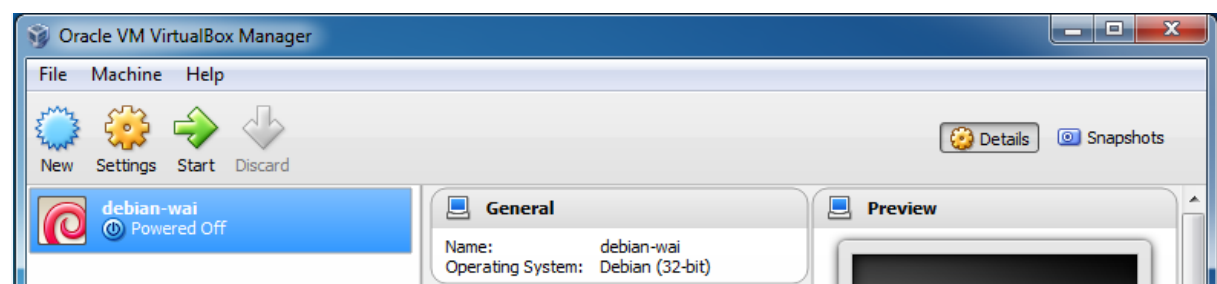 Oracle VM VirtualBox Manager
File Machine Help
New Settings Start Discard
Details Snapshots
debian-wai
Powered Off
General
Name: debian-wai
Operating System: Debian (32-bit)
Preview